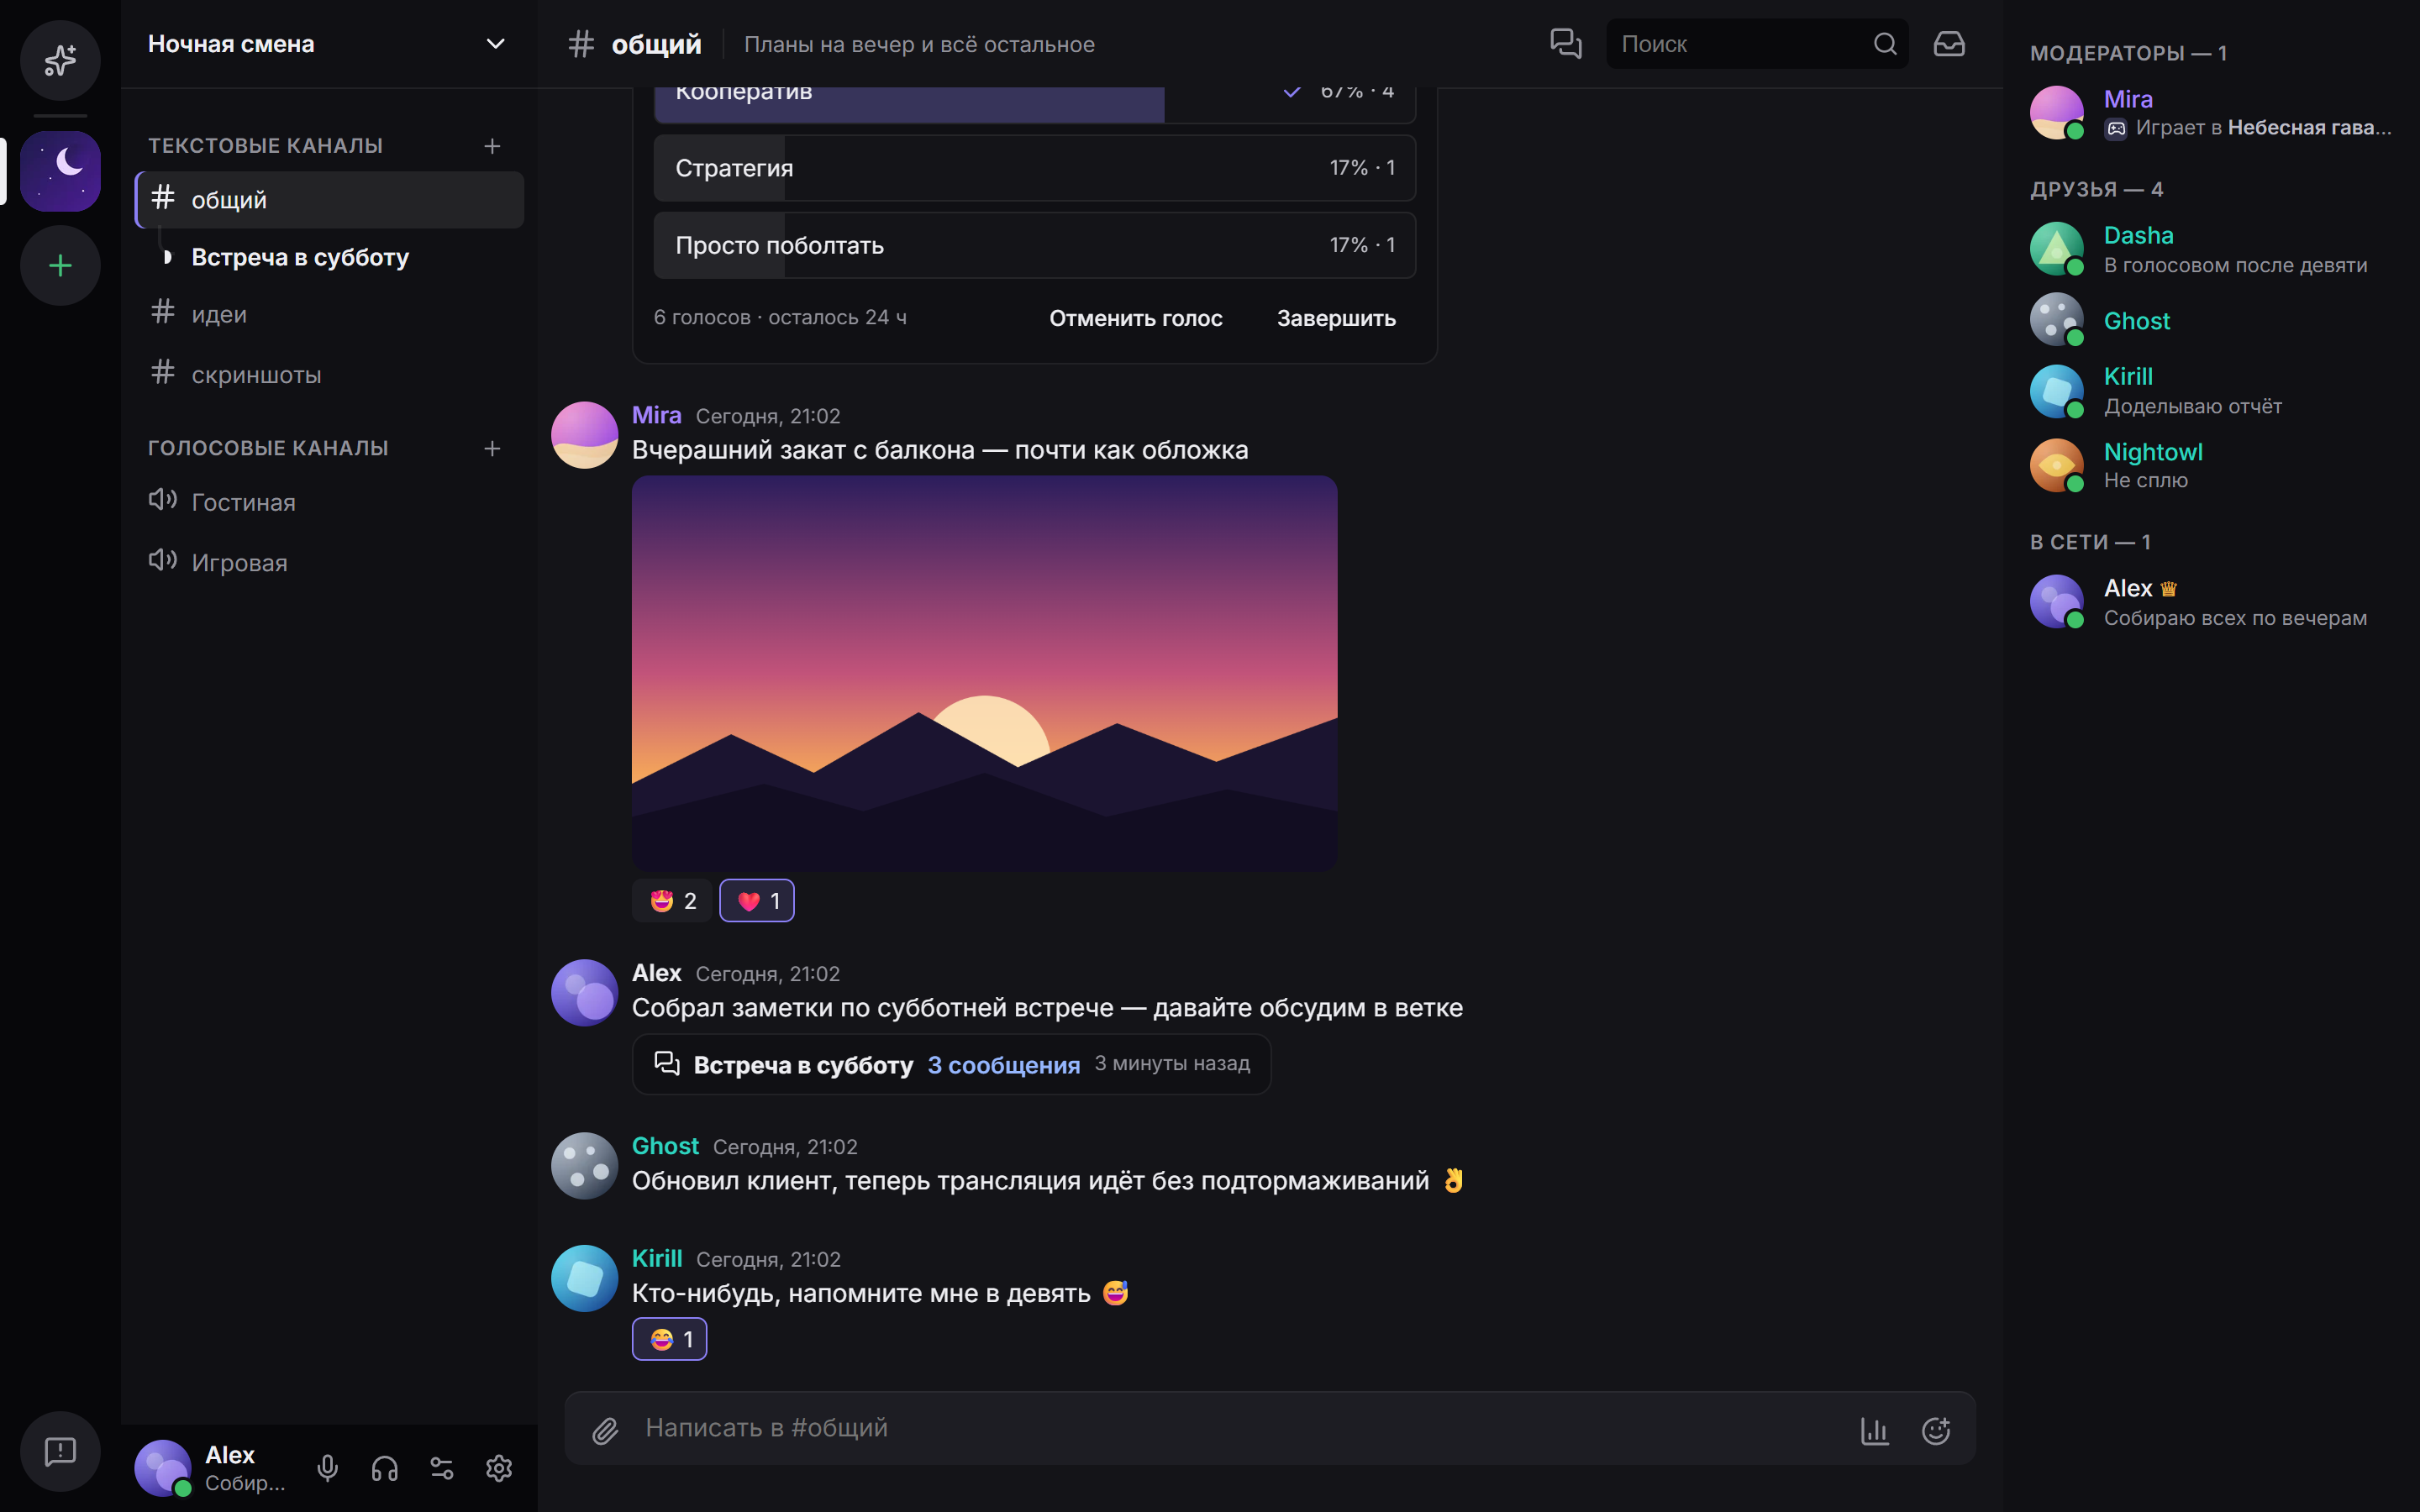 Ночная смена
ТЕКСТОВЫЕ КАНАЛЫ
общий
Встреча в субботу
идеи
скриншоты
ГОЛОСОВЫЕ КАНАЛЫ
Гостиная
Игровая
Alex
Собир...
# общий
Планы на вечер и всё остальное
Поиск
Кооператив 67% · 4
Стратегия 17% · 1
Просто поболтать 17% · 1
6 голосов · осталось 24 ч Отменить голос Завершить
Mira Сегодня, 21:02
Вчерашний закат с балкона — почти как обложка
2 1
Alex Сегодня, 21:02
Собрал заметки по субботней встрече — давайте обсудим в ветке
Встреча в субботу 3 сообщения 3 минуты назад
Ghost Сегодня, 21:02
Обновил клиент, теперь трансляция идёт без подтормаживаний 👌
Kirill Сегодня, 21:02
Кто-нибудь, напомните мне в девять 😅
1
Написать в #общий
МОДЕРАТОРЫ — 1
Mira
Играет в Небесная гава...
ДРУЗЬЯ — 4
Dasha
В голосовом после девяти
Ghost
Kirill
Доделываю отчёт
Nightowl
Не сплю
В СЕТИ — 1
Alex
Собираю всех по вечерам